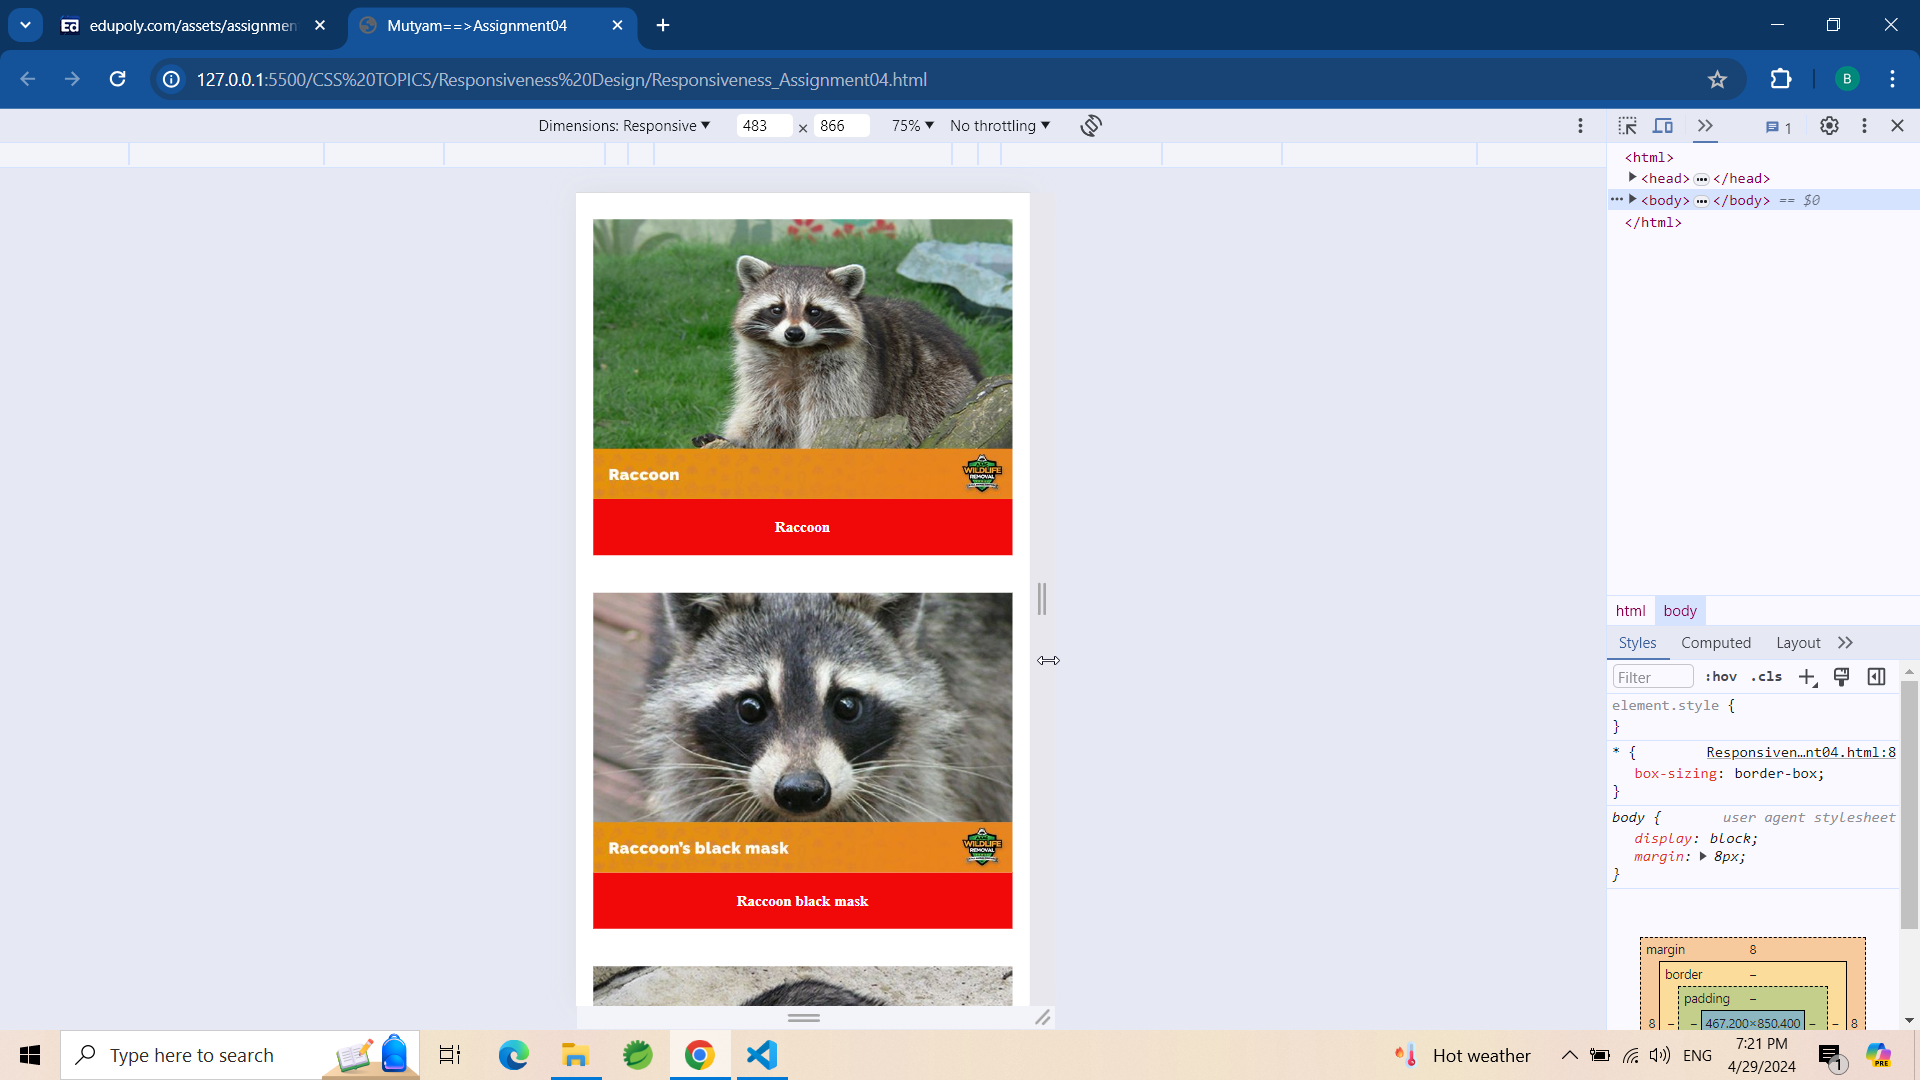 edupoly.com/assets/assignmen
Mutyam==>Assignment04
127.0.0.1:5500/CSS%20TOPICS/Responsiveness%20Design/Responsiveness_Assignment04.html
B
Dimensions: Responsive 483 × 866 75% No throttling
1
<html>
<head> ••• </head>
••• <body> ••• </body> == $0
</html>
Raccoon
WILDLIFE
REMOVAL
Raccoon
Raccoon's black mask
WILDLIFE
REMOVAL
Raccoon black mask
html body
Styles Computed Layout
Filter :hov .cls
element.style {
}
* { Responsiven…nt04.html:8
box-sizing: border-box;
}
body { user agent stylesheet
display: block;
margin: 8px;
}
margin 8
border –
padding –
8 – – 467.200×850.400 – – 8
Type here to search
Hot weather
ENG
7:21 PM
4/29/2024
1
PRE